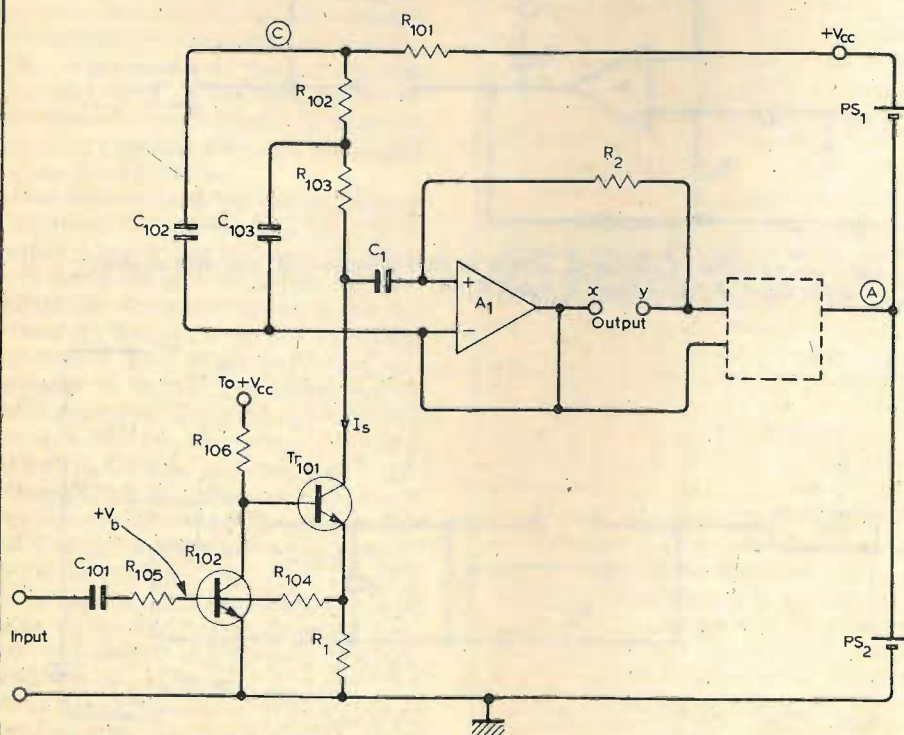 C
R101
+Vcc
R102
PS1
R103
R2
C102
C103
C1
+
A1
−
x
y
Output
A
To +Vcc
Is
R106
Tr101
+Vb
C101
R105
R102
R104
Input
R1
PS2